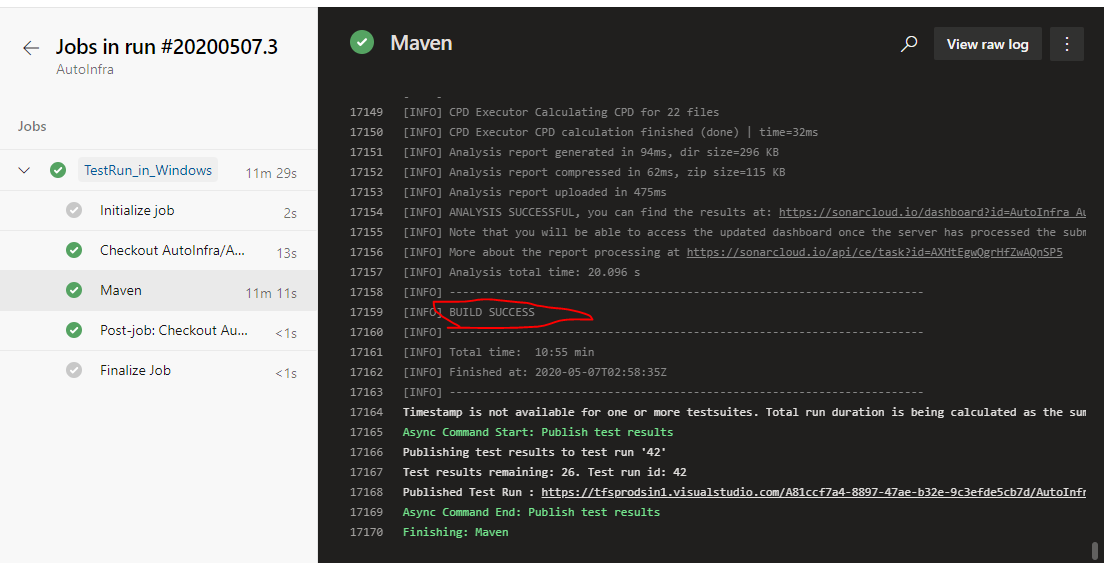 Jobs in run #20200507.3
AutoInfra
Jobs
TestRun_in_Windows 11m 29s
Initialize job 2s
Checkout AutoInfra/A... 13s
Maven 11m 11s
Post-job: Checkout Au... <1s
Finalize Job <1s
Maven
View raw log
17149 [INFO] CPD Executor Calculating CPD for 22 files
17150 [INFO] CPD Executor CPD calculation finished (done) | time=32ms
17151 [INFO] Analysis report generated in 94ms, dir size=296 KB
17152 [INFO] Analysis report compressed in 62ms, zip size=115 KB
17153 [INFO] Analysis report uploaded in 475ms
17154 [INFO] ANALYSIS SUCCESSFUL, you can find the results at: https://sonarcloud.io/dashboard?id=AutoInfra_Au
17155 [INFO] Note that you will be able to access the updated dashboard once the server has processed the subm
17156 [INFO] More about the report processing at https://sonarcloud.io/api/ce/task?id=AXHtEgwQgrHfZwAQnSP5
17157 [INFO] Analysis total time: 20.096 s
17158 [INFO] ------------------------------------------------------------------------
17159 [INFO] BUILD SUCCESS
17160 [INFO] ------------------------------------------------------------------------
17161 [INFO] Total time:  10:55 min
17162 [INFO] Finished at: 2020-05-07T02:58:35Z
17163 [INFO] ------------------------------------------------------------------------
17164 Timestamp is not available for one or more testsuites. Total run duration is being calculated as the sum
17165 Async Command Start: Publish test results
17166 Publishing test results to test run '42'
17167 Test results remaining: 26. Test run id: 42
17168 Published Test Run : https://tfsprodsin1.visualstudio.com/A81ccf7a4-8897-47ae-b32e-9c3efde5cb7d/AutoInfr
17169 Async Command End: Publish test results
17170 Finishing: Maven